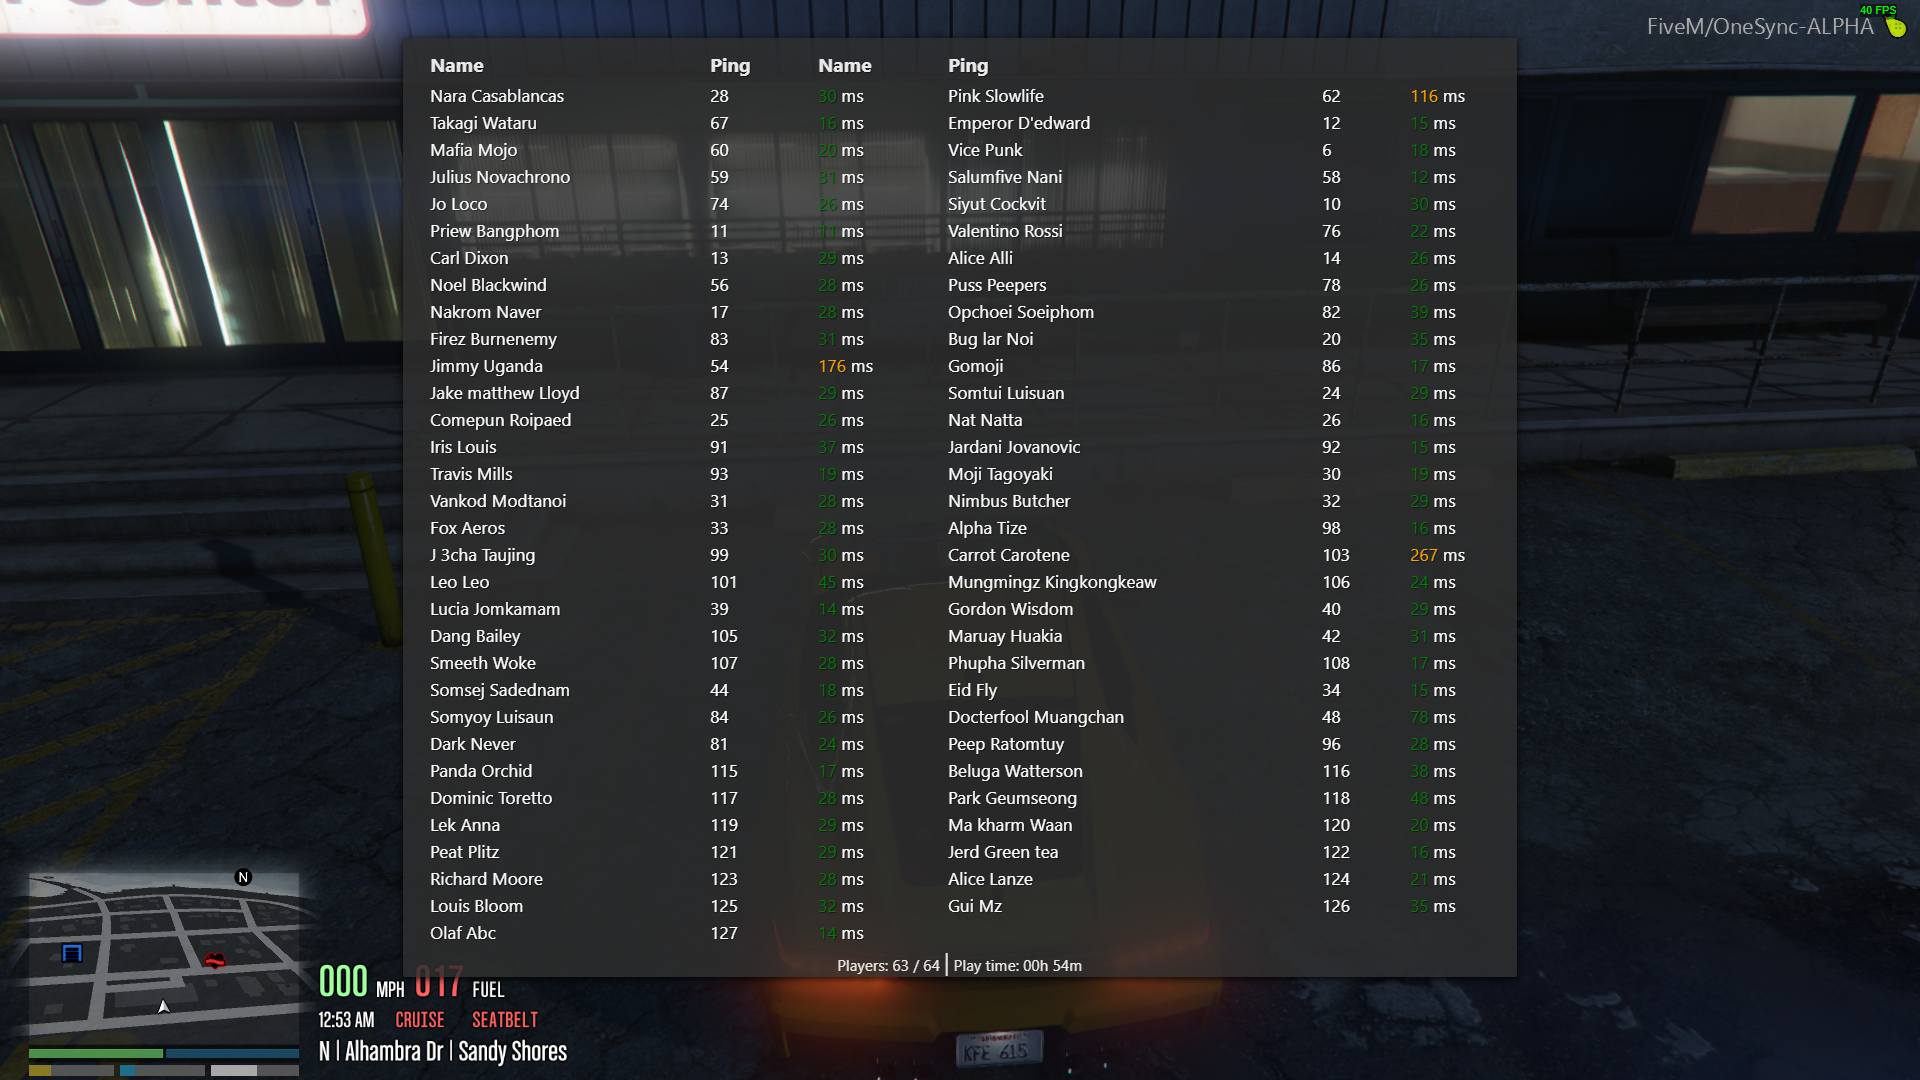 40 FPS
FiveM/OneSync-ALPHA
Name Ping Name Ping
Nara Casablancas 28 30 ms Pink Slowlife 62 116 ms
Takagi Wataru 67 16 ms Emperor D'edward 12 15 ms
Mafia Mojo 60 20 ms Vice Punk 6 18 ms
Julius Novachrono 59 31 ms Salumfive Nani 58 12 ms
Jo Loco 74 26 ms Siyut Cockvit 10 30 ms
Priew Bangphom 11 11 ms Valentino Rossi 76 22 ms
Carl Dixon 13 29 ms Alice Alli 14 26 ms
Noel Blackwind 56 28 ms Puss Peepers 78 26 ms
Nakrom Naver 17 28 ms Opchoei Soeiphom 82 39 ms
Firez Burnenemy 83 31 ms Bug lar Noi 20 35 ms
Jimmy Uganda 54 176 ms Gomoji 86 17 ms
Jake matthew Lloyd 87 29 ms Somtui Luisuan 24 29 ms
Comepun Roipaed 25 26 ms Nat Natta 26 16 ms
Iris Louis 91 37 ms Jardani Jovanovic 92 15 ms
Travis Mills 93 19 ms Moji Tagoyaki 30 19 ms
Vankod Modtanoi 31 28 ms Nimbus Butcher 32 29 ms
Fox Aeros 33 28 ms Alpha Tize 98 16 ms
J 3cha Taujing 99 30 ms Carrot Carotene 103 267 ms
Leo Leo 101 45 ms Mungmingz Kingkongkeaw 106 24 ms
Lucia Jomkamam 39 14 ms Gordon Wisdom 40 29 ms
Dang Bailey 105 32 ms Maruay Huakia 42 31 ms
Smeeth Woke 107 28 ms Phupha Silverman 108 17 ms
Somsej Sadednam 44 18 ms Eid Fly 34 15 ms
Somyoy Luisaun 84 26 ms Docterfool Muangchan 48 78 ms
Dark Never 81 24 ms Peep Ratomtuy 96 28 ms
Panda Orchid 115 17 ms Beluga Watterson 116 38 ms
Dominic Toretto 117 28 ms Park Geumseong 118 48 ms
Lek Anna 119 29 ms Ma kharm Waan 120 20 ms
Peat Plitz 121 29 ms Jerd Green tea 122 16 ms
Richard Moore 123 28 ms Alice Lanze 124 21 ms
Louis Bloom 125 32 ms Gui Mz 126 35 ms
Olaf Abc 127 14 ms
Players: 63 / 64 | Play time: 00h 54m
N
000 MPH 017 FUEL
12:53 AM CRUISE SEATBELT
N | Alhambra Dr | Sandy Shores
KFE 615